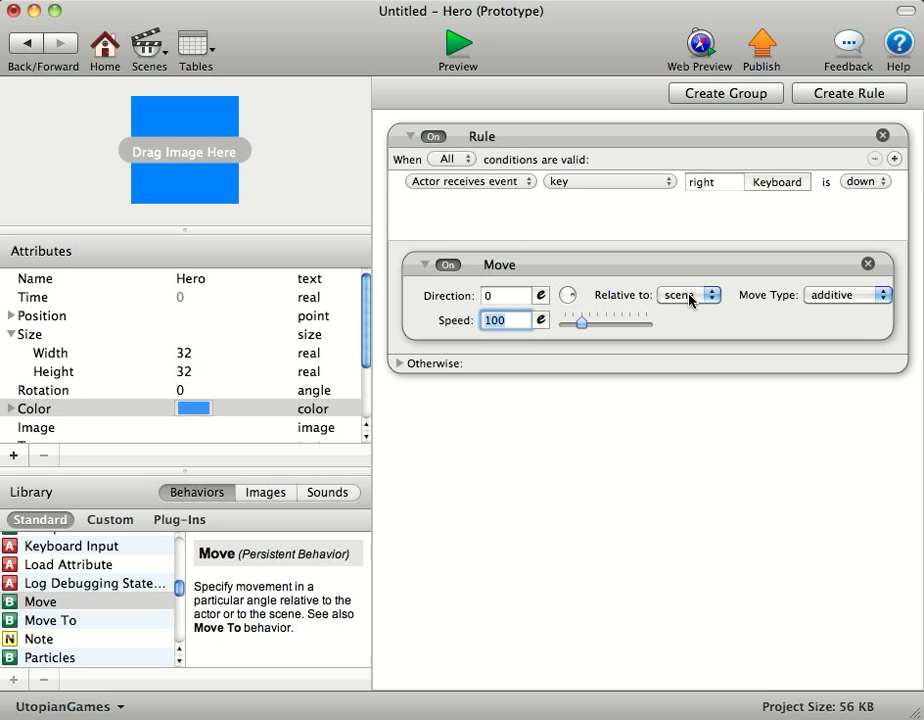 Untitled – Hero (Prototype)
Back/Forward Home Scenes Tables Preview Web Preview Publish Feedback Help
Create Group Create Rule
Drag Image Here
On Rule
When All conditions are valid:
Actor receives event key right Keyboard is down
On Move
Direction: 0 e Relative to: scene Move Type: additive
Speed: 100 e
Otherwise:
Attributes
Name Hero text
Time 0 real
Position point
Size size
Width 32 real
Height 32 real
Rotation 0 angle
Color color
Image image
Library Behaviors Images Sounds
Standard Custom Plug-Ins
A Keyboard Input
A Load Attribute
A Log Debugging State...
B Move
B Move To
N Note
B Particles
Move (Persistent Behavior)
Specify movement in a
particular angle relative to the
actor or to the scene. See also
Move To behavior.
UtopianGames Project Size: 56 KB